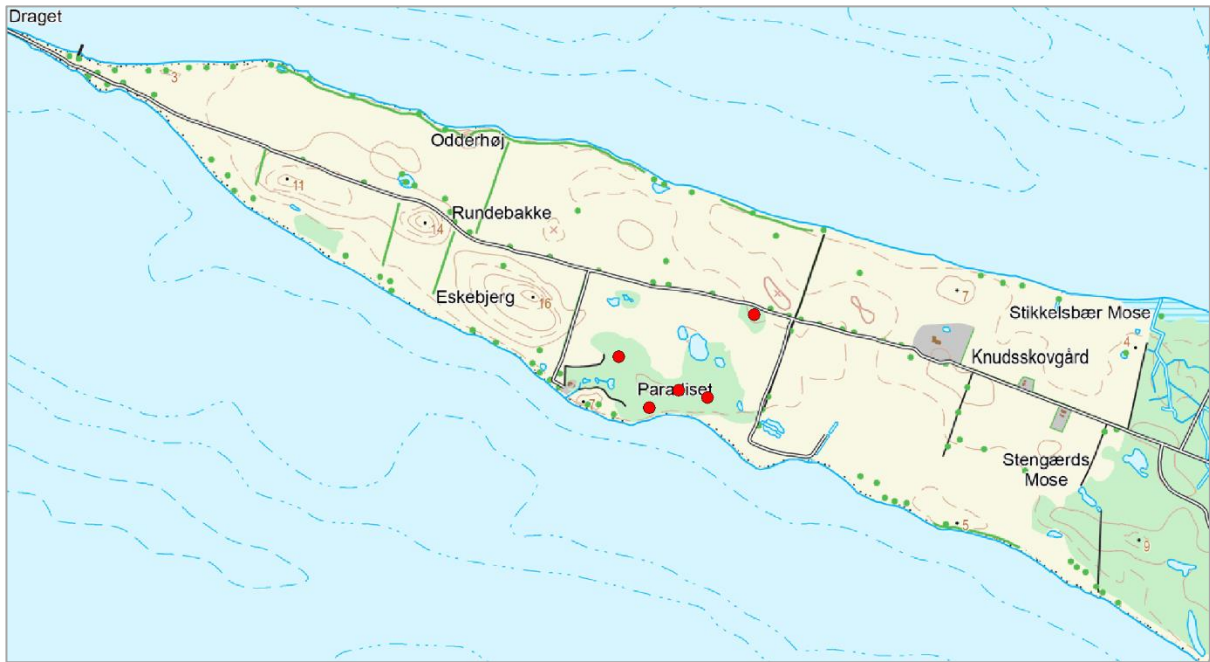 Draget
3
Odderhøj
11
Rundebakke
14
Eskebjerg
16
7
Stikkelsbær Mose
4
Knudsskovgård
Paradiset
7
Stengærds
Mose
5
9